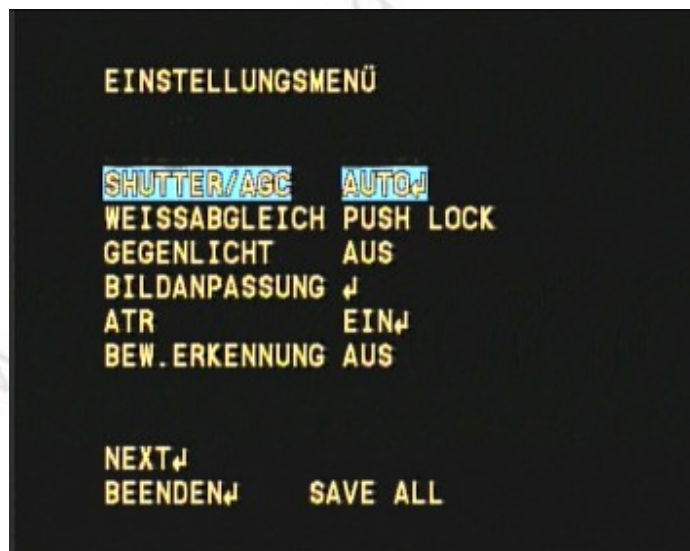 EINSTELLUNGSMENÜ
SHUTTER/AGC AUTO↲
WEISSABGLEICH PUSH LOCK
GEGENLICHT AUS
BILDANPASSUNG ↲
ATR EIN↲
BEW.ERKENNUNG AUS
NEXT↲
BEENDEN↲ SAVE ALL